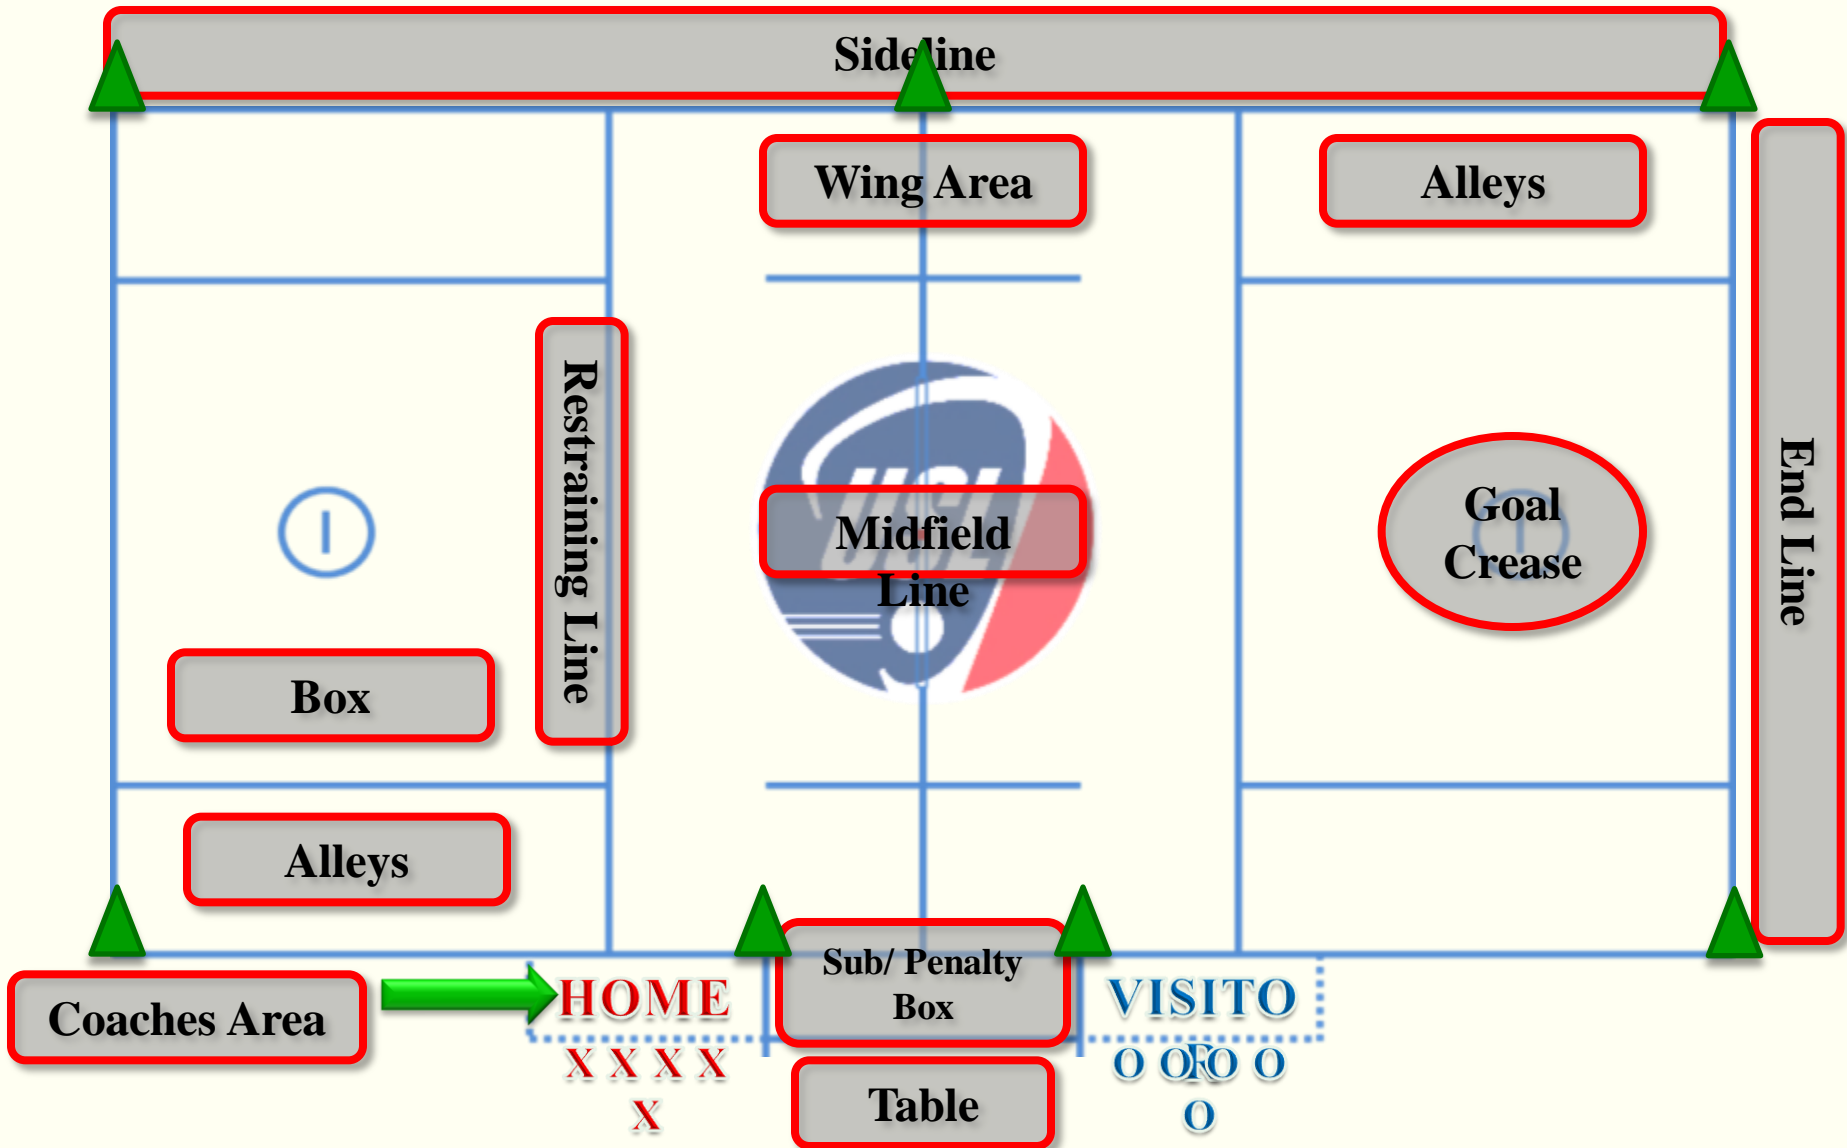 Sideline
Wing Area
Alleys
Restraining Line
USL
Midfield
Line
Goal
Crease
End Line
Box
Alleys
Sub/ Penalty
Box
Coaches Area
HOME
VISITO
R
X X X X
X
O O O O
O
Table